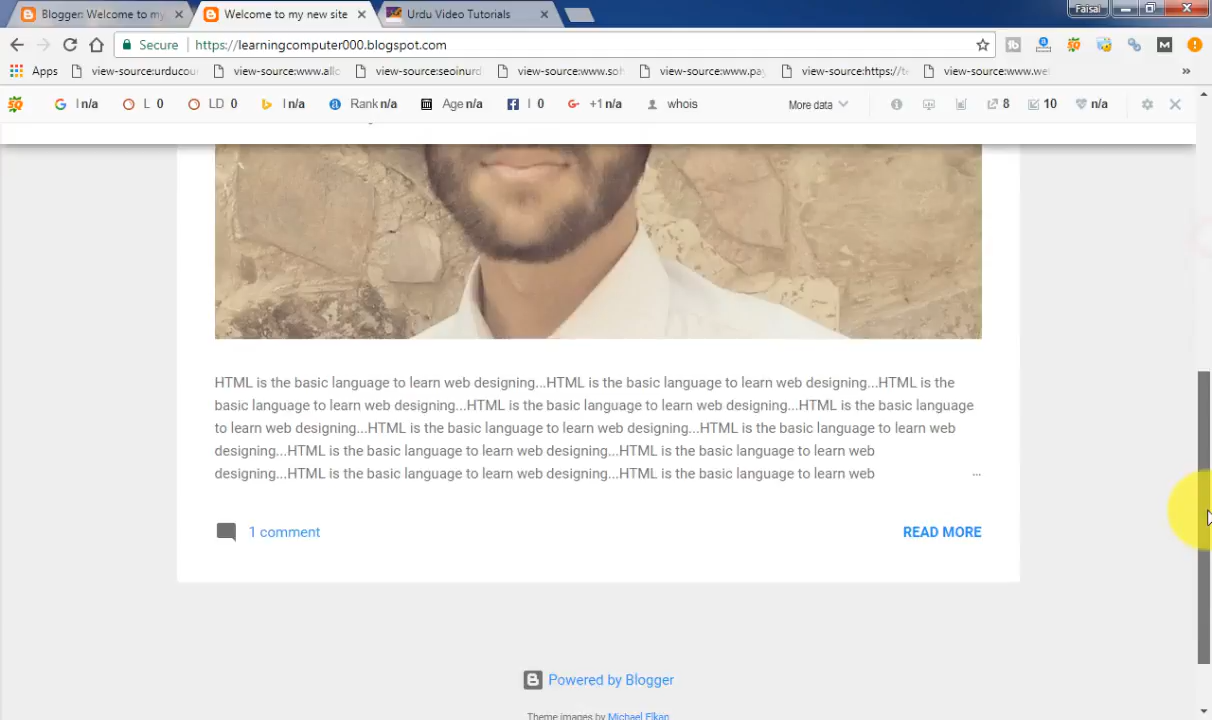 Blogger: Welcome to my
Welcome to my new site
Urdu Video Tutorials
Faisal
Secure
https://learningcomputer000.blogspot.com
Apps
view-source:urducou
view-source:www.allc
view-source:seoinurd
view-source:www.soh
view-source:www.pay
view-source:https://te
view-source:www.we
»
I n/a
L 0
LD 0
I n/a
Rank n/a
Age n/a
I 0
+1 n/a
whois
More data
8
10
n/a
HTML is the basic language to learn web designing...HTML is the basic language to learn web designing...HTML is the
basic language to learn web designing...HTML is the basic language to learn web designing...HTML is the basic language
to learn web designing...HTML is the basic language to learn web designing...HTML is the basic language to learn web
designing...HTML is the basic language to learn web designing...HTML is the basic language to learn web
designing...HTML is the basic language to learn web designing...HTML is the basic language to learn web ...
1 comment
READ MORE
Powered by Blogger
Theme images by Michael Elkan